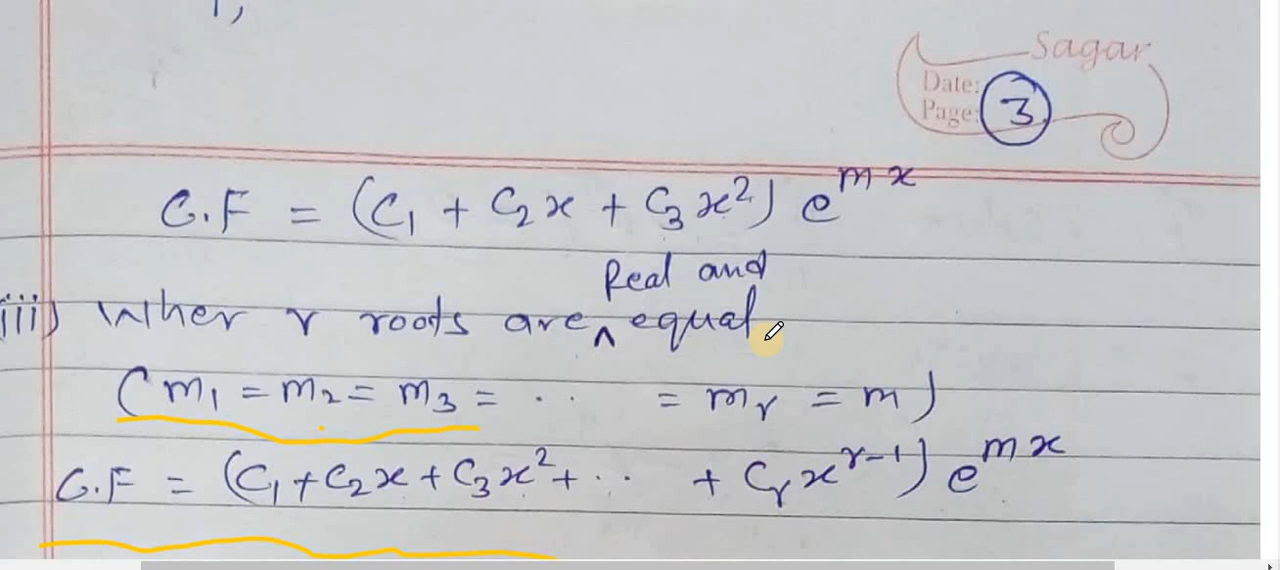 Sagar
Date:
Page: 3
C.F = (C₁ + C₂x + C₃x²) e^{mx}
Real and
(iii) When r roots are ^ equal
(m₁ = m₂ = m₃ = . . = mᵣ = m)
C.F = (C₁ + C₂x + C₃x² + . . + Cᵣx^{r-1}) e^{mx}